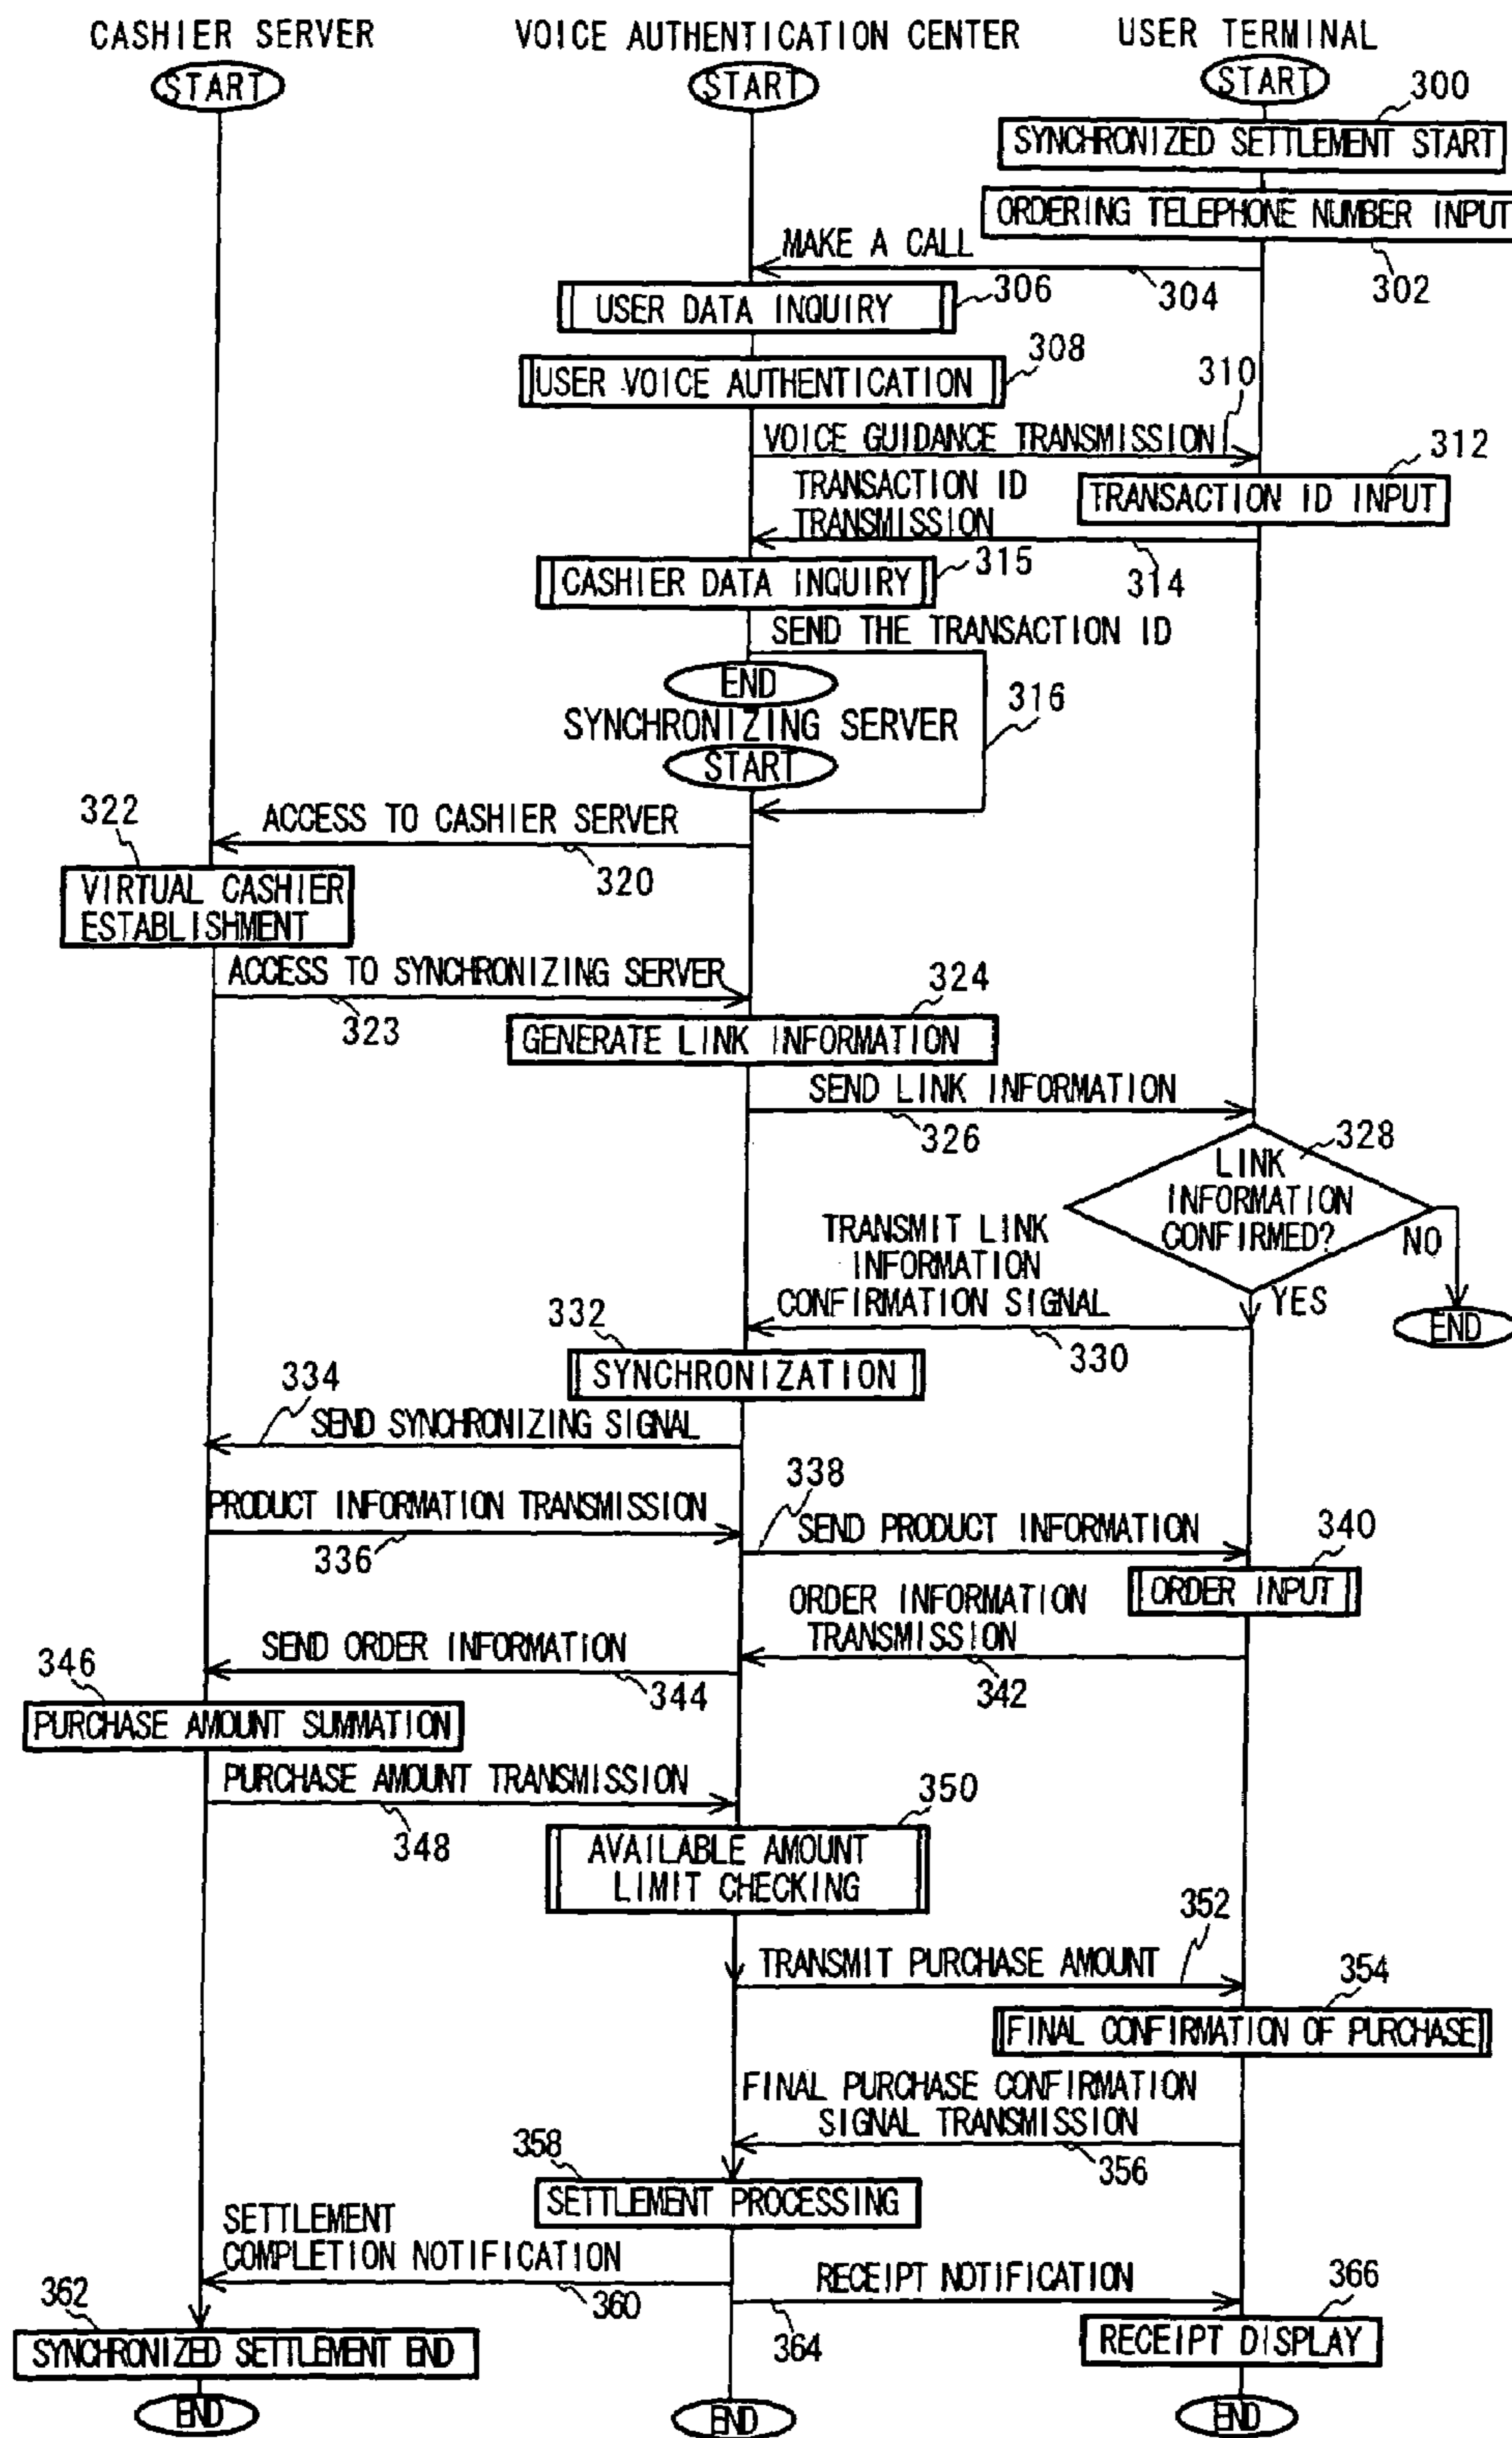 CASHIER SERVER
VOICE AUTHENTICATION CENTER
USER TERMINAL
START
START
START
300
SYNCHRONIZED SETTLEMENT START
ORDERING TELEPHONE NUMBER INPUT
302
MAKE A CALL
304
USER DATA INQUIRY
306
USER VOICE AUTHENTICATION
308
310
VOICE GUIDANCE TRANSMISSION
312
TRANSACTION ID INPUT
TRANSACTION ID
TRANSMISSION
314
CASHIER DATA INQUIRY
315
SEND THE TRANSACTION ID
END
316
SYNCHRONIZING SERVER
START
322
ACCESS TO CASHIER SERVER
320
VIRTUAL CASHIER
ESTABLISHMENT
ACCESS TO SYNCHRONIZING SERVER
323
324
GENERATE LINK INFORMATION
SEND LINK INFORMATION
326
328
LINK
INFORMATION
CONFIRMED?
NO
YES
END
TRANSMIT LINK
INFORMATION
CONFIRMATION SIGNAL
330
332
SYNCHRONIZATION
334
SEND SYNCHRONIZING SIGNAL
PRODUCT INFORMATION TRANSMISSION
336
338
SEND PRODUCT INFORMATION
340
ORDER INPUT
ORDER INFORMATION
TRANSMISSION
342
SEND ORDER INFORMATION
344
346
PURCHASE AMOUNT SUMMATION
PURCHASE AMOUNT TRANSMISSION
348
350
AVAILABLE AMOUNT
LIMIT CHECKING
352
TRANSMIT PURCHASE AMOUNT
354
FINAL CONFIRMATION OF PURCHASE
FINAL PURCHASE CONFIRMATION
SIGNAL TRANSMISSION
356
358
SETTLEMENT PROCESSING
SETTLEMENT
COMPLETION NOTIFICATION
360
RECEIPT NOTIFICATION
364
362
SYNCHRONIZED SETTLEMENT END
366
RECEIPT DISPLAY
END
END
END